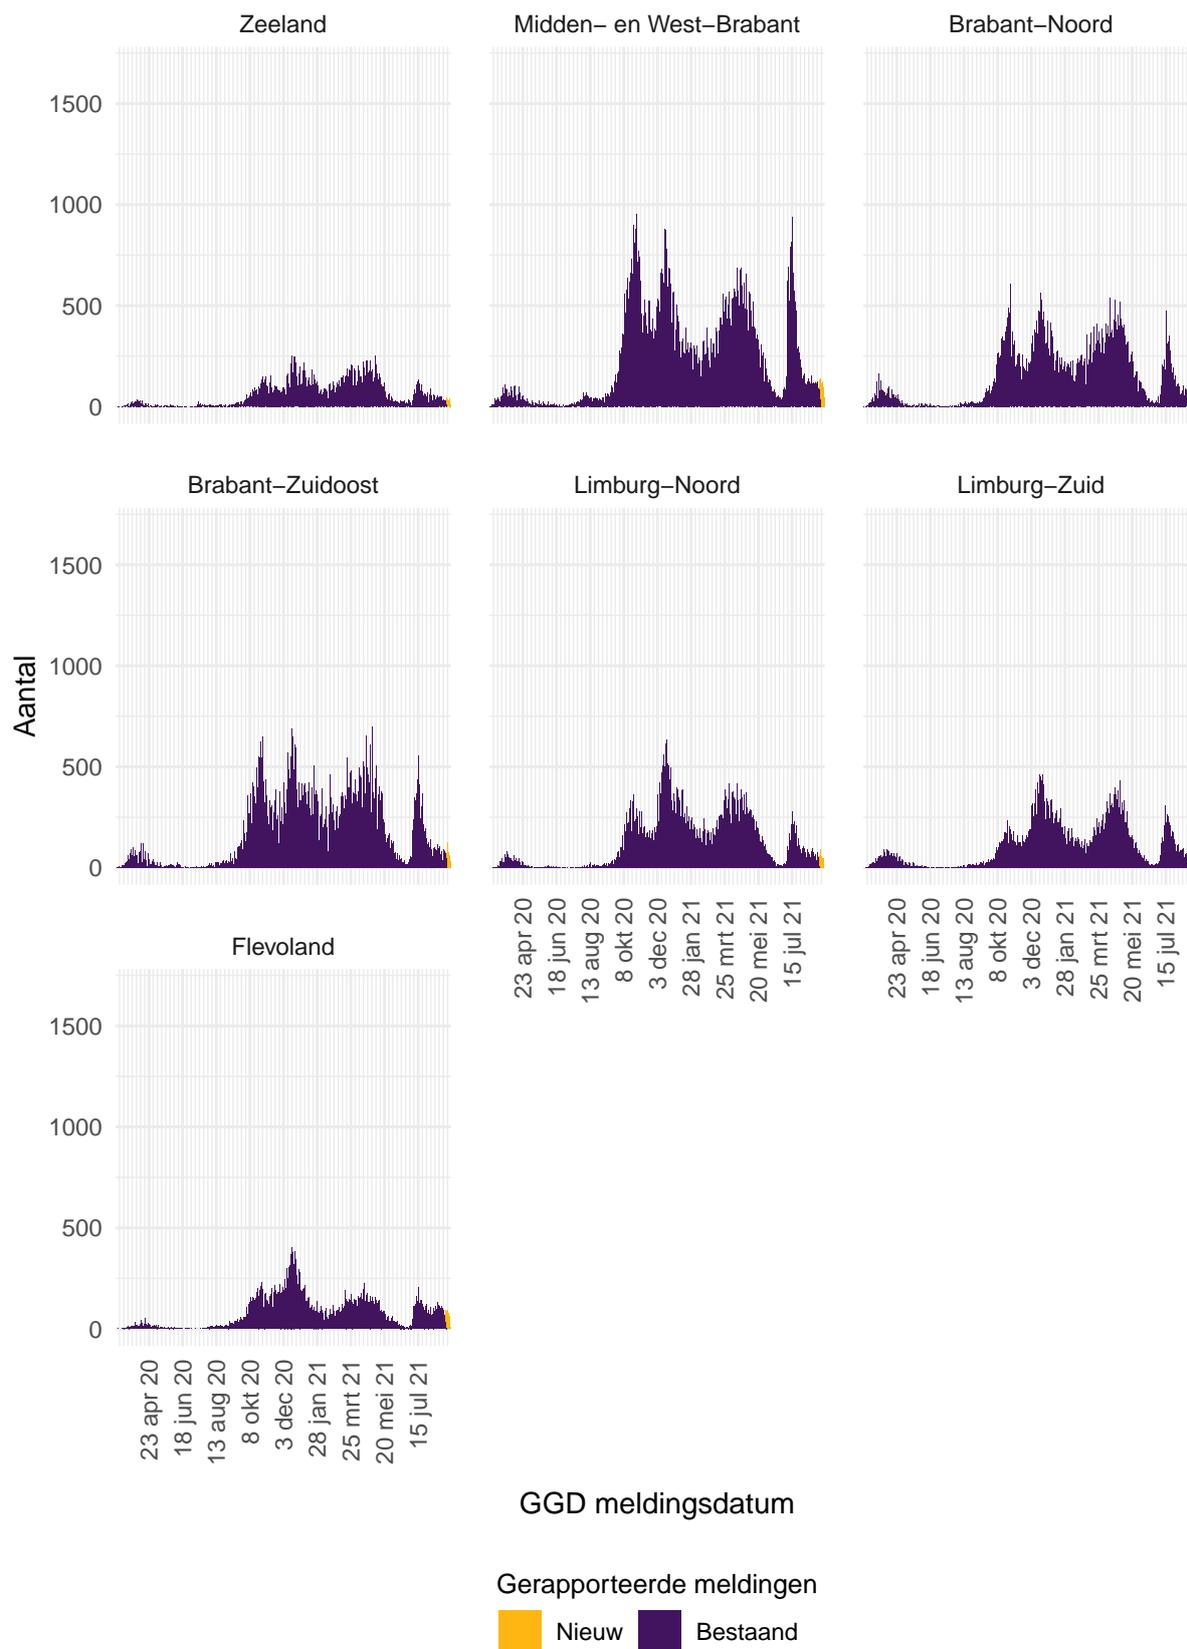 Zeeland
Midden– en West–Brabant
Brabant–Noord
1500
1000
500
0
Brabant–Zuidoost
Limburg–Noord
Limburg–Zuid
Aantal
1500
1000
500
0
23 apr 20
18 jun 20
13 aug 20
8 okt 20
3 dec 20
28 jan 21
25 mrt 21
20 mei 21
15 jul 21
23 apr 20
18 jun 20
13 aug 20
8 okt 20
3 dec 20
28 jan 21
25 mrt 21
20 mei 21
15 jul 21
Flevoland
1500
1000
500
0
23 apr 20
18 jun 20
13 aug 20
8 okt 20
3 dec 20
28 jan 21
25 mrt 21
20 mei 21
15 jul 21
GGD meldingsdatum
Gerapporteerde meldingen
Nieuw
Bestaand